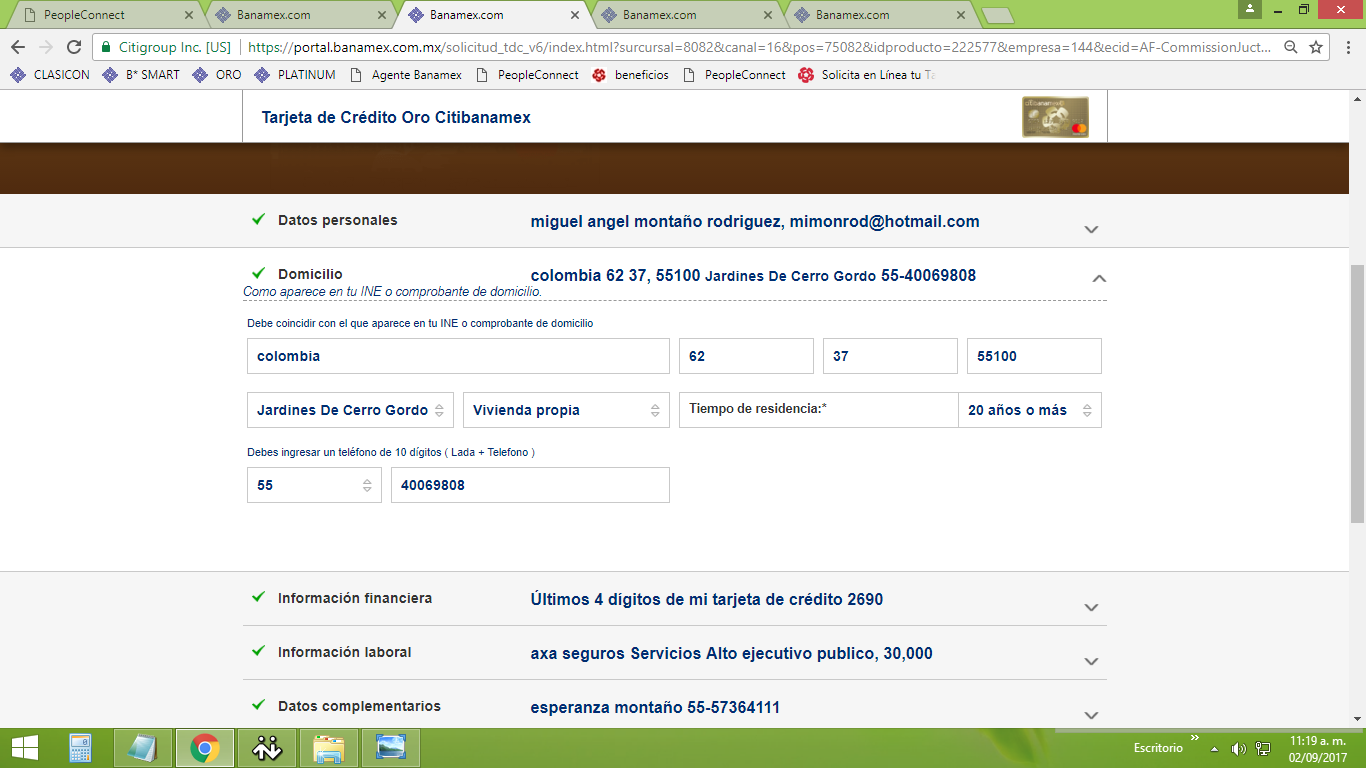 PeopleConnect Banamex.com Banamex.com Banamex.com Banamex.com
Citigroup Inc. [US] https://portal.banamex.com.mx/solicitud_tdc_v6/index.html?sursural=8082&canal=16&pos=75082&idproducto=222577&empresa=144&ecid=AF-CommissionJuct...
CLASICON B* SMART ORO PLATINUM Agente Banamex PeopleConnect beneficios PeopleConnect Solicita en Línea tu Ta
Tarjeta de Crédito Oro Citibanamex
Datos personales miguel angel montaño rodriguez, mimonrod@hotmail.com
Domicilio colombia 62 37, 55100 Jardines De Cerro Gordo 55-40069808
Como aparece en tu INE o comprobante de domicilio.
Debe coincidir con el que aparece en tu INE o comprobante de domicilio
colombia 62 37 55100
Jardines De Cerro Gordo Vivienda propia Tiempo de residencia:* 20 años o más
Debes ingresar un teléfono de 10 dígitos ( Lada + Telefono )
55 40069808
Información financiera Últimos 4 dígitos de mi tarjeta de crédito 2690
Información laboral axa seguros Servicios Alto ejecutivo publico, 30,000
Datos complementarios esperanza montaño 55-57364111
Escritorio 11:19 a. m.
02/09/2017